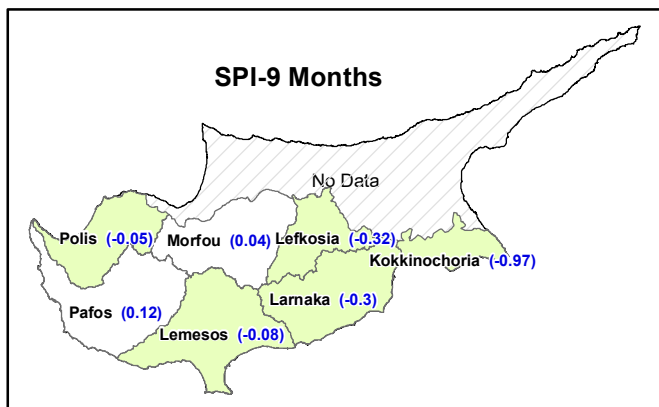 SPI-9 Months
No Data
Polis (-0.05)
Morfou (0.04)
Lefkosia (-0.32)
Kokkinochoria (-0.97)
Pafos (0.12)
Larnaka (-0.3)
Lemesos (-0.08)